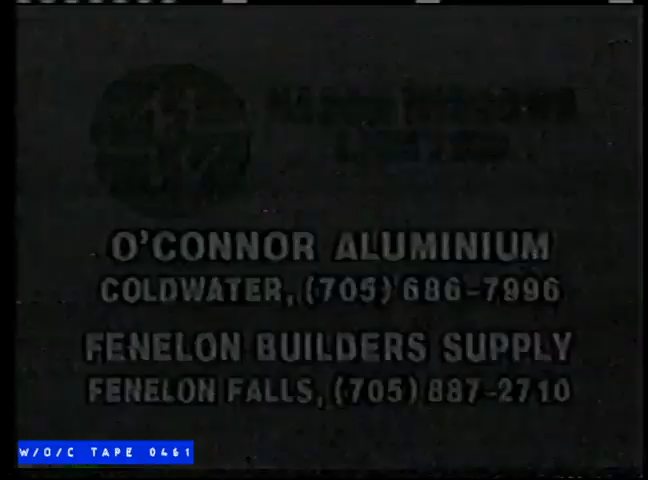 O'CONNOR ALUMINIUM
COLDWATER, (705) 686-7996
FENELON BUILDERS SUPPLY
FENELON FALLS, (705) 887-2710
W/O/C TAPE 0461